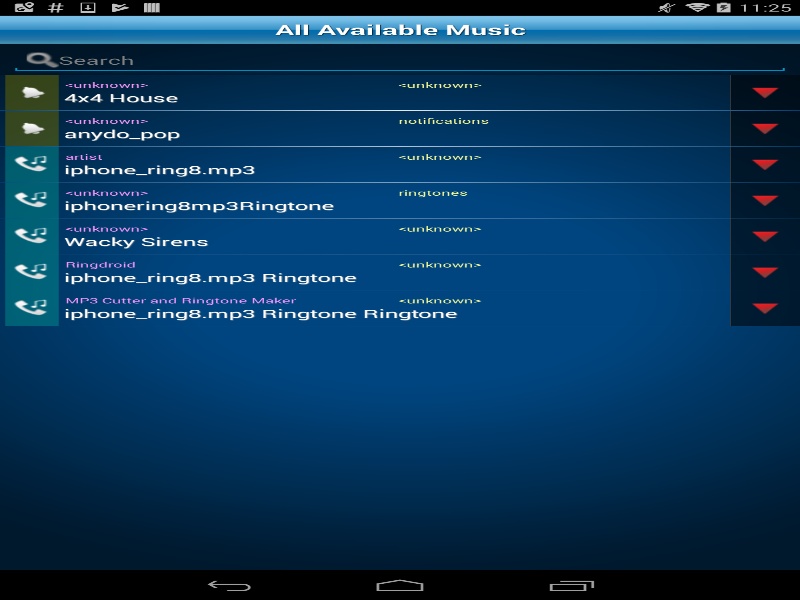 11:25
All Available Music
Search
<unknown> <unknown>
4x4 House
<unknown> notifications
anydo_pop
artist <unknown>
iphone_ring8.mp3
<unknown> ringtones
iphonering8mp3Ringtone
<unknown> <unknown>
Wacky Sirens
Ringdroid <unknown>
iphone_ring8.mp3 Ringtone
MP3 Cutter and Ringtone Maker <unknown>
iphone_ring8.mp3 Ringtone Ringtone